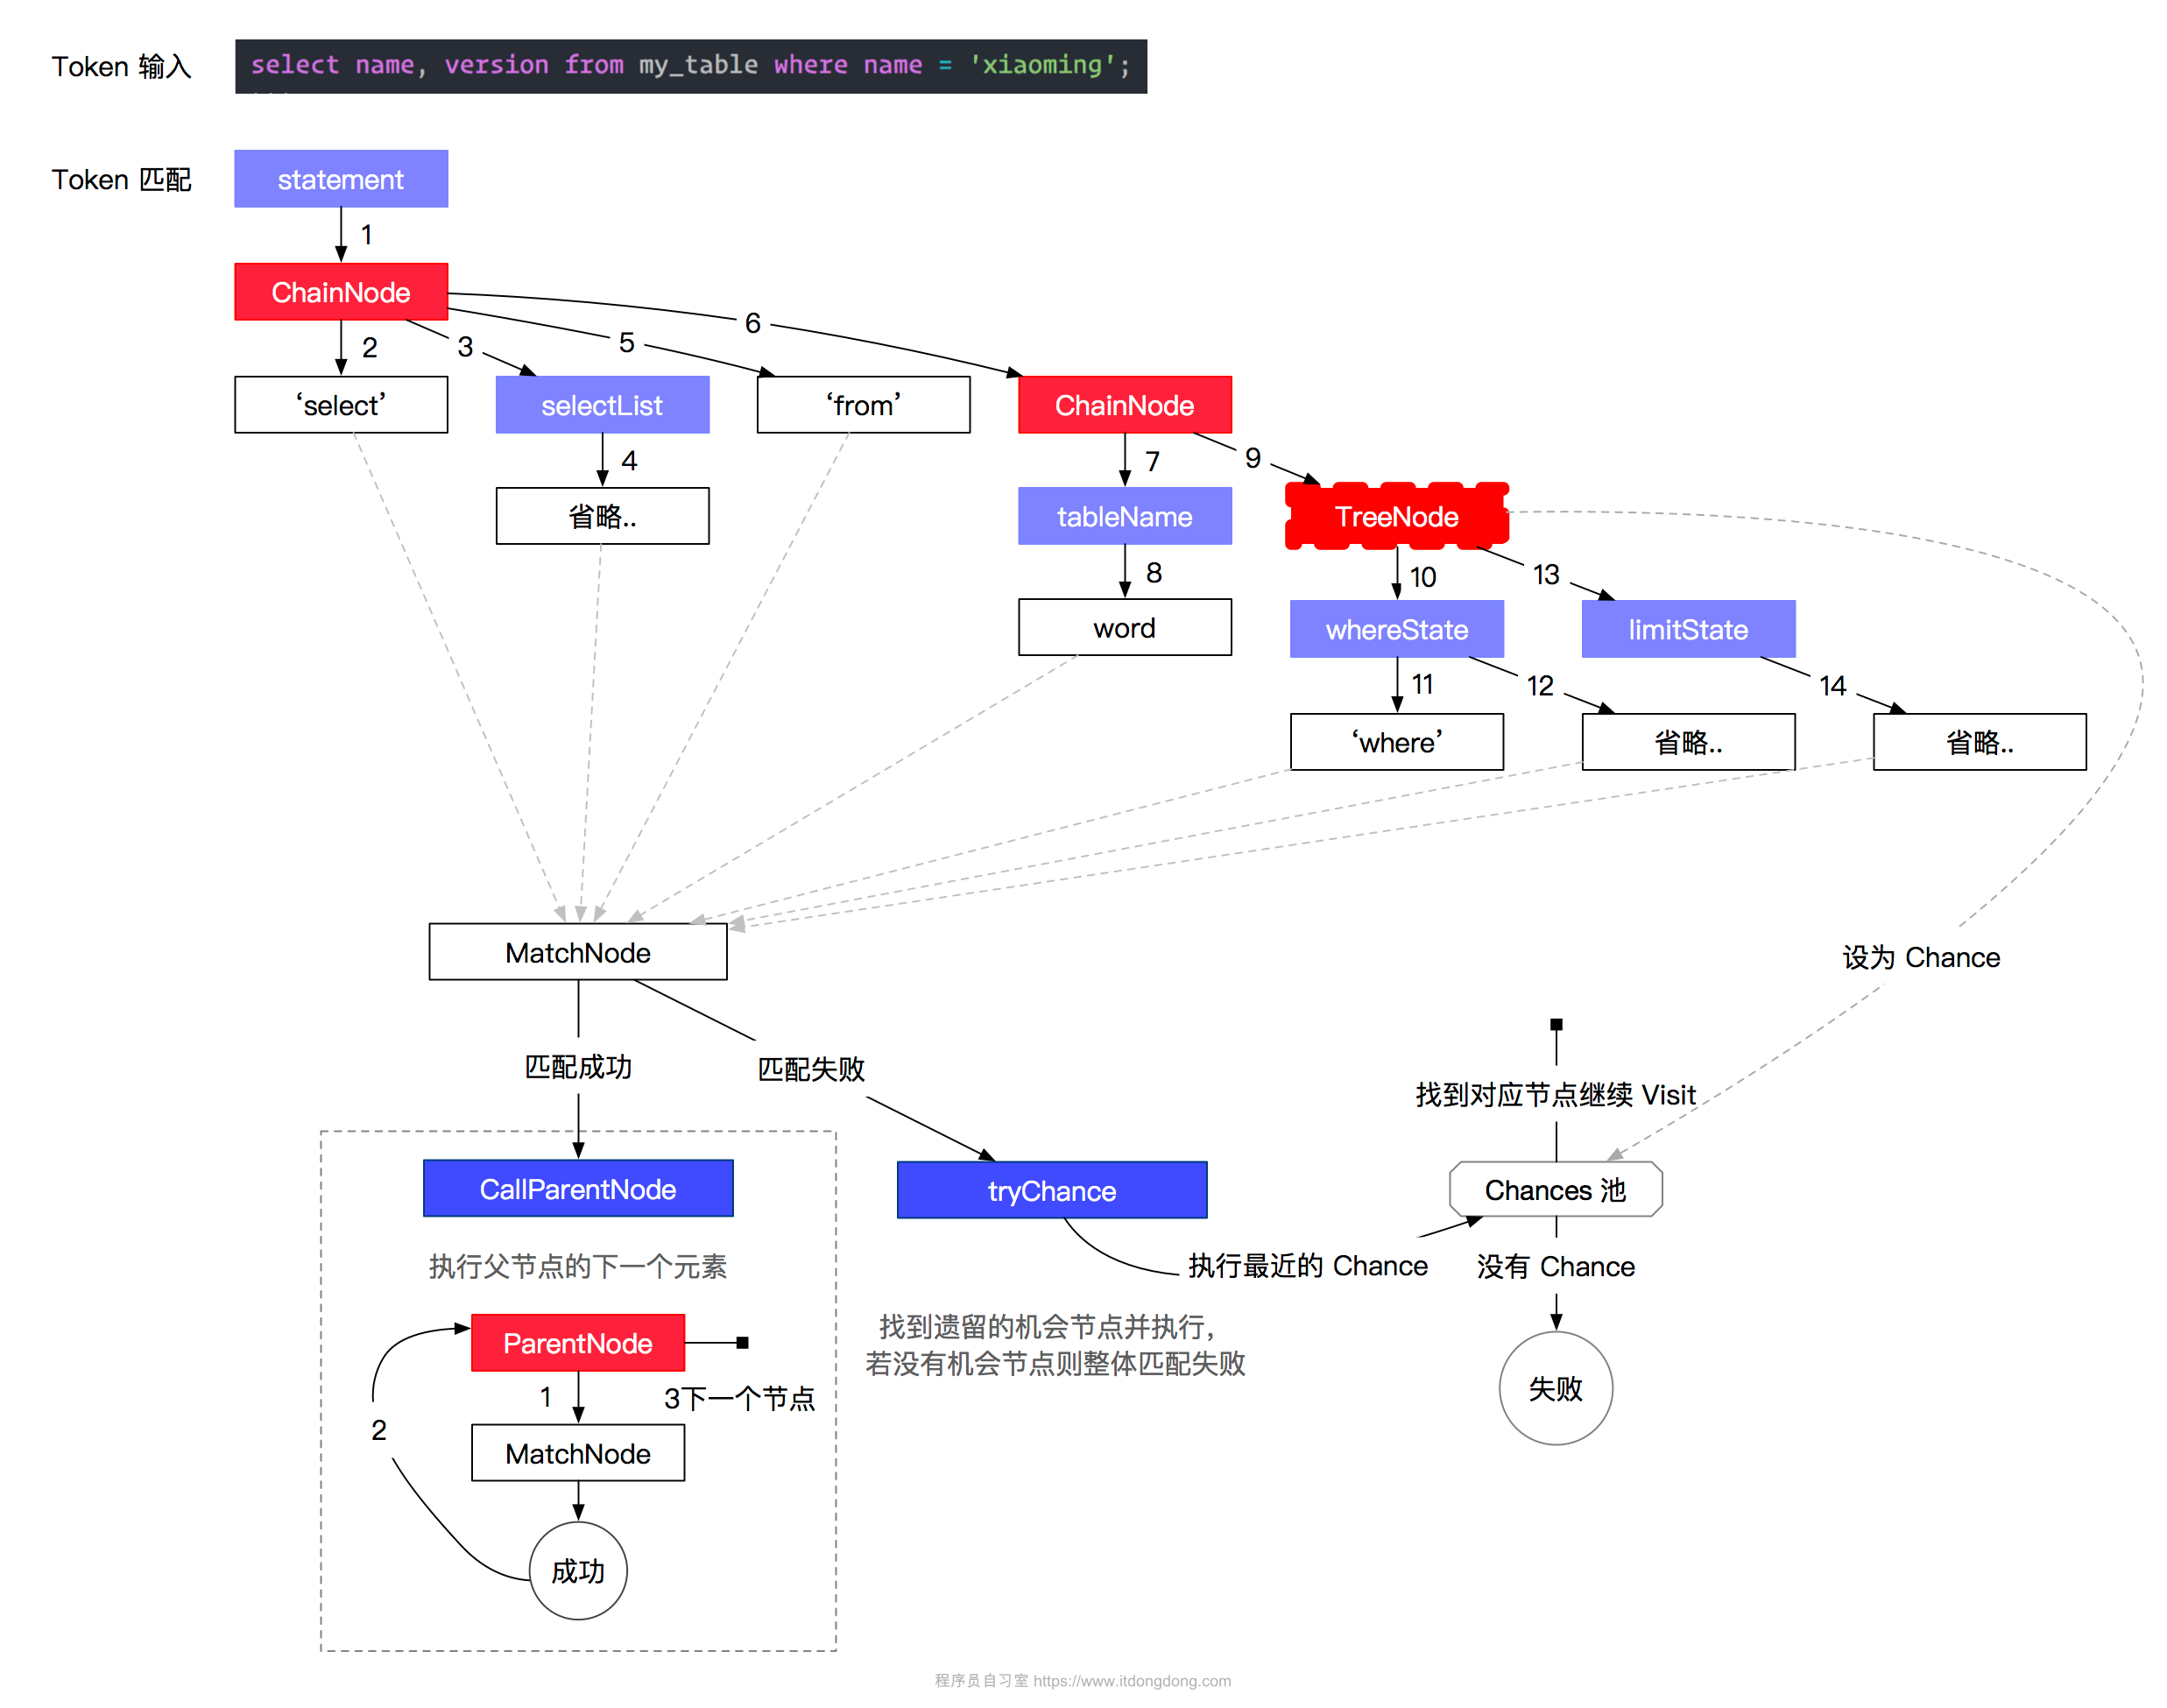 Token 输入
select name, version from my_table where name = 'xiaoming';
Token 匹配
statement
1
ChainNode
6
5
2
3
‘select’
selectList
‘from’
ChainNode
4
7
9
省略..
tableName
TreeNode
8
10
13
word
whereState
limitState
11
12
14
‘where’
省略..
省略..
MatchNode
设为 Chance
匹配成功
匹配失败
找到对应节点继续 Visit
CallParentNode
tryChance
Chances 池
执行父节点的下一个元素
执行最近的 Chance
没有 Chance
找到遗留的机会节点并执行,
若没有机会节点则整体匹配失败
ParentNode
1
3下一个节点
失败
2
MatchNode
成功
程序员自习室 https://www.itdongdong.com